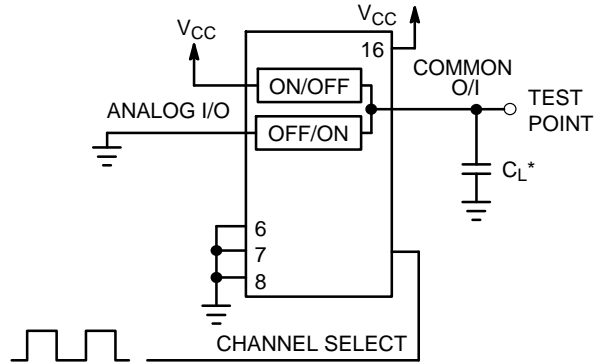 VCC
VCC
16
ON/OFF
COMMON
O/I
TEST
POINT
ANALOG I/O
OFF/ON
CL*
6
7
8
CHANNEL SELECT